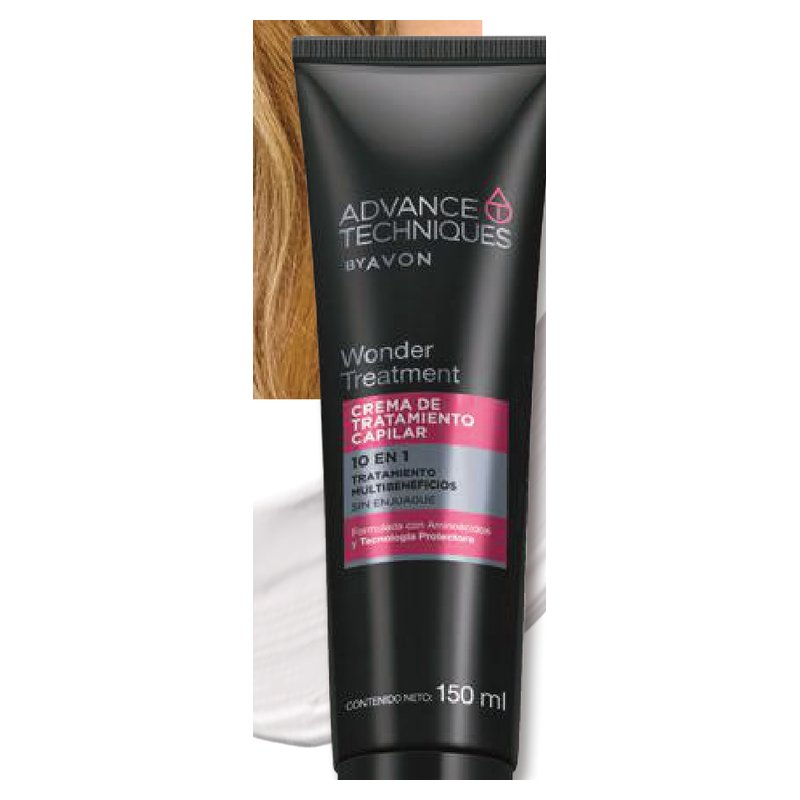 ADVANCE
TECHNIQUES
BY AVON
Wonder
Treatment
CREMA DE
TRATAMIENTO
CAPILAR
10 EN 1
TRATAMIENTO
MULTIBENEFICIOS
SIN ENJUAGUE
Formulada con Aminoácidos
y Tecnología Protectora
CONTENIDO NETO: 150 ml